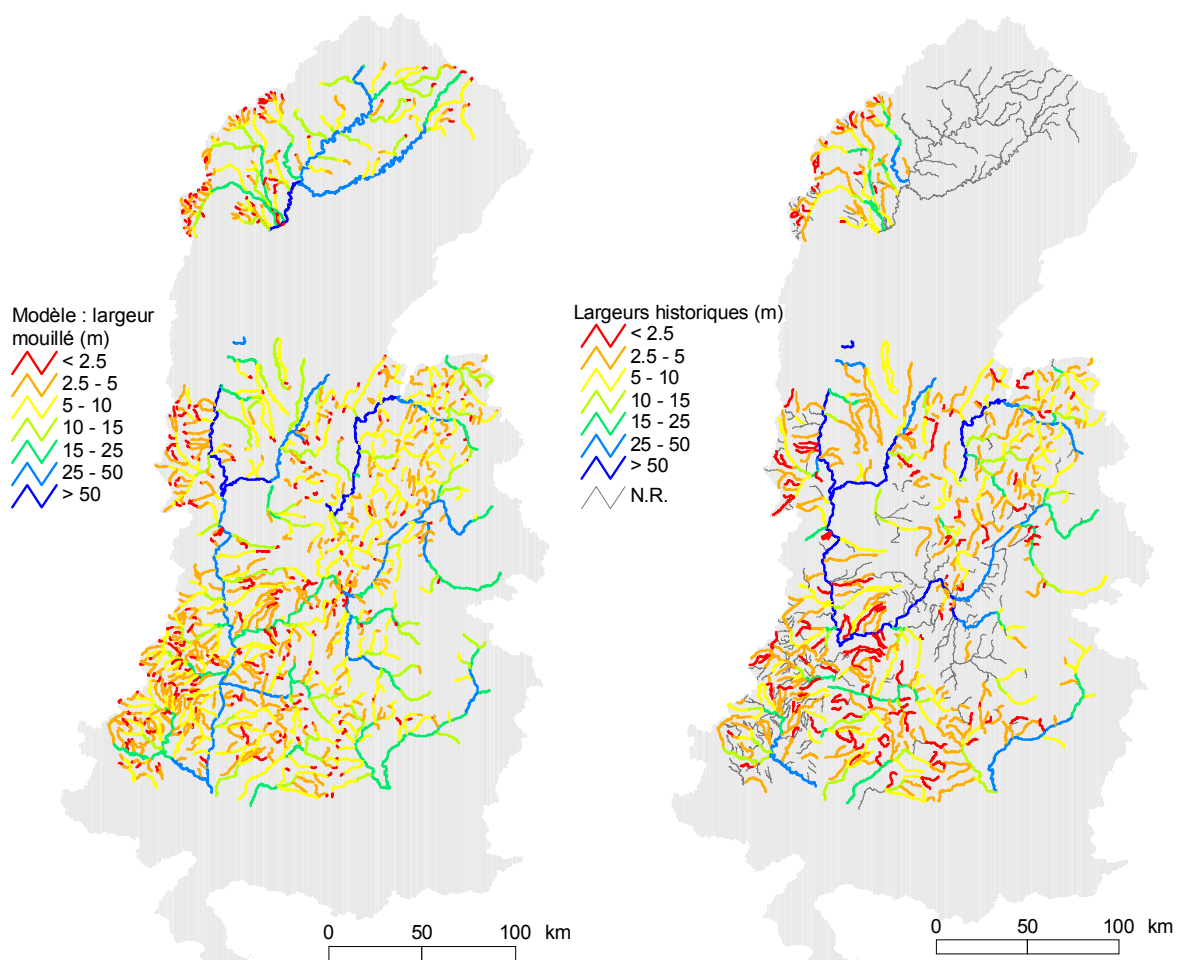 Modèle : largeur
mouillé (m)
< 2.5
2.5 - 5
5 - 10
10 - 15
15 - 25
25 - 50
> 50
Largeurs historiques (m)
< 2.5
2.5 - 5
5 - 10
10 - 15
15 - 25
25 - 50
> 50
N.R.
0 50 100 km
0 50 100 km